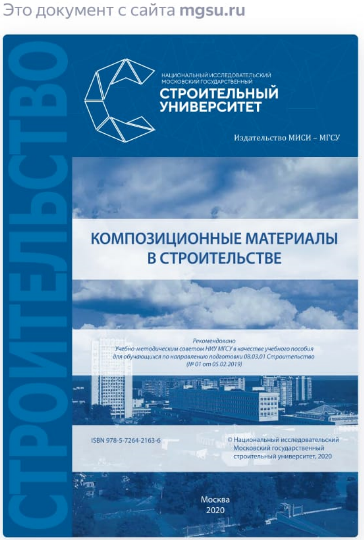 Это документ с сайта mgsu.ru
СТРОИТЕЛЬСТВО
НАЦИОНАЛЬНЫЙ ИССЛЕДОВАТЕЛЬСКИЙ
МОСКОВСКИЙ ГОСУДАРСТВЕННЫЙ
СТРОИТЕЛЬНЫЙ
УНИВЕРСИТЕТ
Издательство МИСИ – МГСУ
КОМПОЗИЦИОННЫЕ МАТЕРИАЛЫ
В СТРОИТЕЛЬСТВЕ
Рекомендовано
Учебно-методическим советом НИУ МГСУ в качестве учебного пособия
для обучающихся по направлению подготовки 08.03.01 Строительство
(№ 01 от 05.02.2019)
ISBN 978-5-7264-2163-6
© Национальный исследовательский
Московский государственный
строительный университет, 2020
Москва
2020